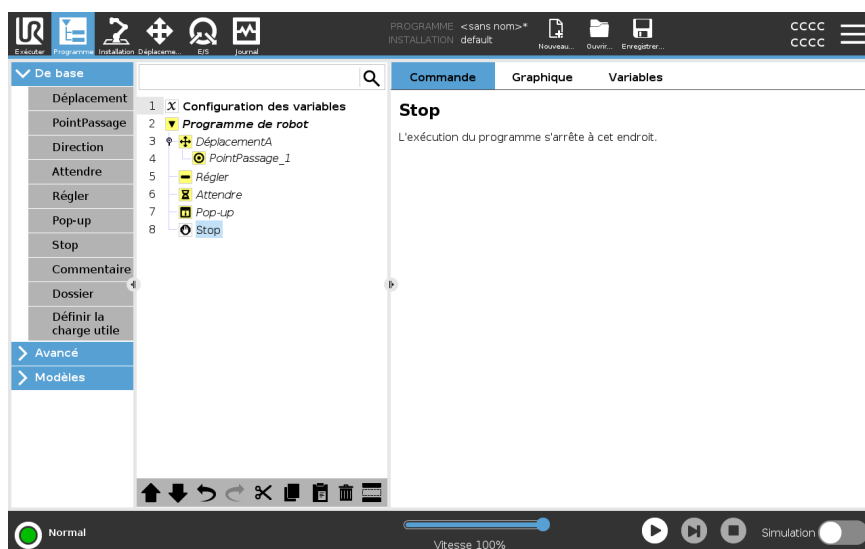 UR
Exécuter
Programme
Installation
Déplaceme...
E/S
Journal
PROGRAMME <sans nom>*
INSTALLATION default
Nouveau...
Ouvrir...
Enregistrer...
CCCC
CCCC
De base
Déplacement
PointPassage
Direction
Attendre
Régler
Pop-up
Stop
Commentaire
Dossier
Définir la
charge utile
Avancé
Modèles
1 X Configuration des variables
2 Programme de robot
3 DéplacementA
4 PointPassage_1
5 Régler
6 Attendre
7 Pop-up
8 Stop
Commande Graphique Variables
Stop
L'exécution du programme s'arrête à cet endroit.
Normal
Vitesse 100%
Simulation